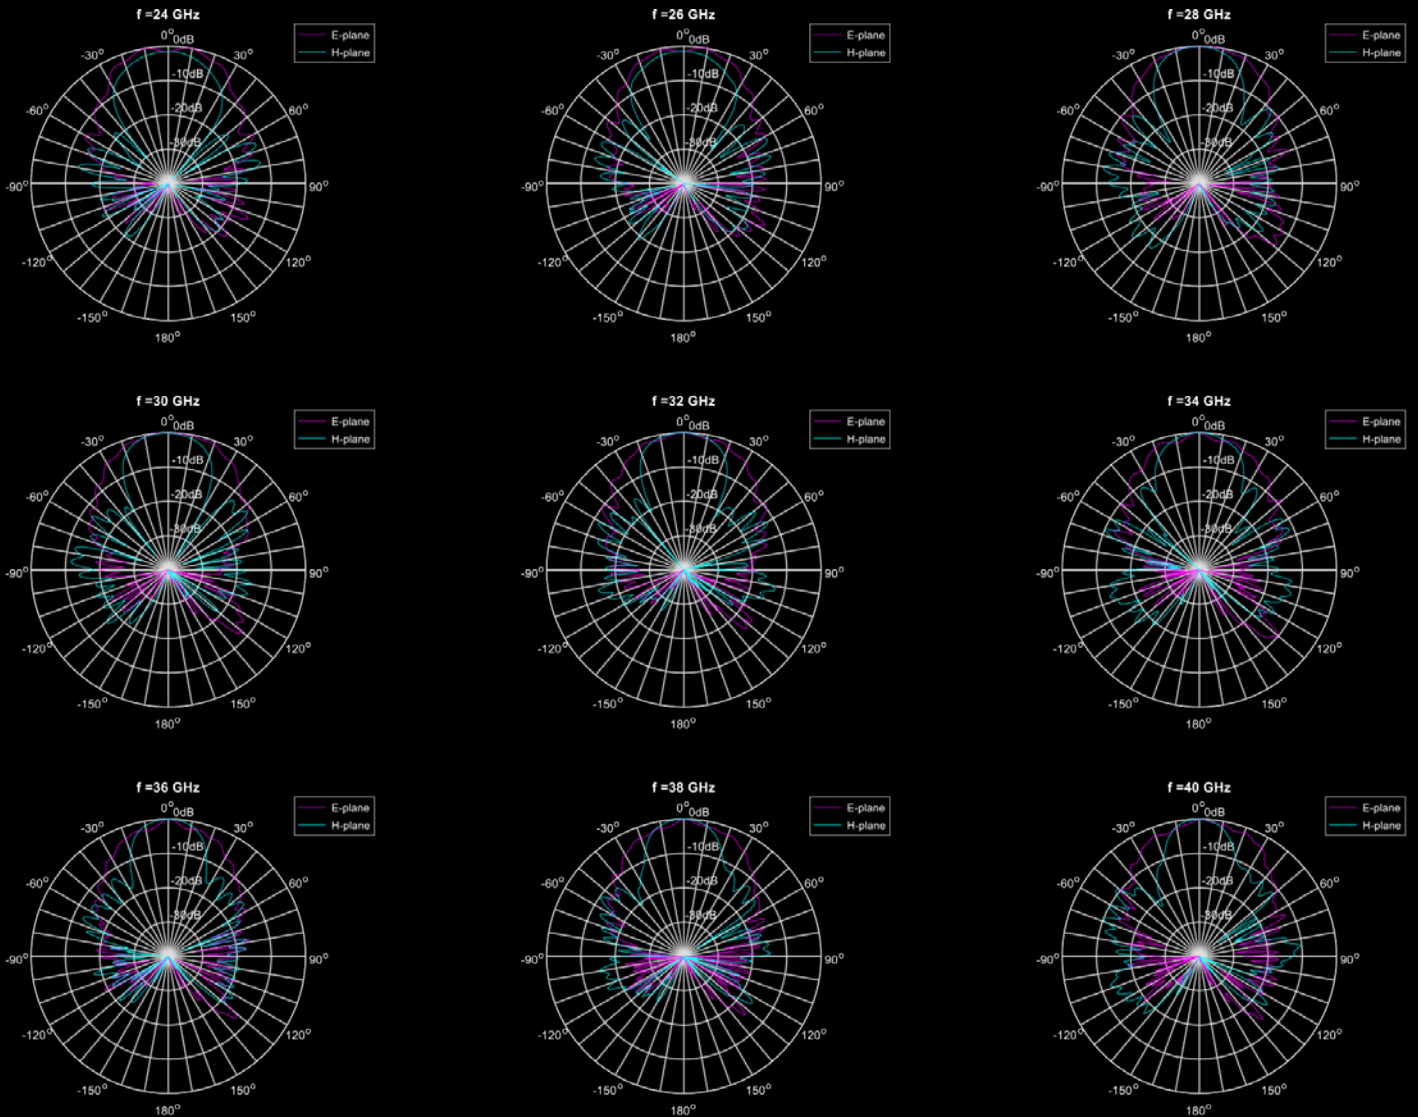 f =24 GHz
E-plane
H-plane
0° 0dB
-30° 30°
-10dB
-60° -20dB 60°
-30dB
-90° 90°
-120° 120°
-150° 150°
180°
f =26 GHz
E-plane
H-plane
0° 0dB
-30° 30°
-10dB
-60° -20dB 60°
-30dB
-90° 90°
-120° 120°
-150° 150°
180°
f =28 GHz
E-plane
H-plane
0° 0dB
-30° 30°
-10dB
-60° -20dB 60°
-30dB
-90° 90°
-120° 120°
-150° 150°
180°
f =30 GHz
E-plane
H-plane
0° 0dB
-30° 30°
-10dB
-60° -20dB 60°
-30dB
-90° 90°
-120° 120°
-150° 150°
180°
f =32 GHz
E-plane
H-plane
0° 0dB
-30° 30°
-10dB
-60° -20dB 60°
-30dB
-90° 90°
-120° 120°
-150° 150°
180°
f =34 GHz
E-plane
H-plane
0° 0dB
-30° 30°
-10dB
-60° -20dB 60°
-30dB
-90° 90°
-120° 120°
-150° 150°
180°
f =36 GHz
E-plane
H-plane
0° 0dB
-30° 30°
-10dB
-60° -20dB 60°
-30dB
-90° 90°
-120° 120°
-150° 150°
180°
f =38 GHz
E-plane
H-plane
0° 0dB
-30° 30°
-10dB
-60° -20dB 60°
-30dB
-90° 90°
-120° 120°
-150° 150°
180°
f =40 GHz
E-plane
H-plane
0° 0dB
-30° 30°
-10dB
-60° -20dB 60°
-30dB
-90° 90°
-120° 120°
-150° 150°
180°